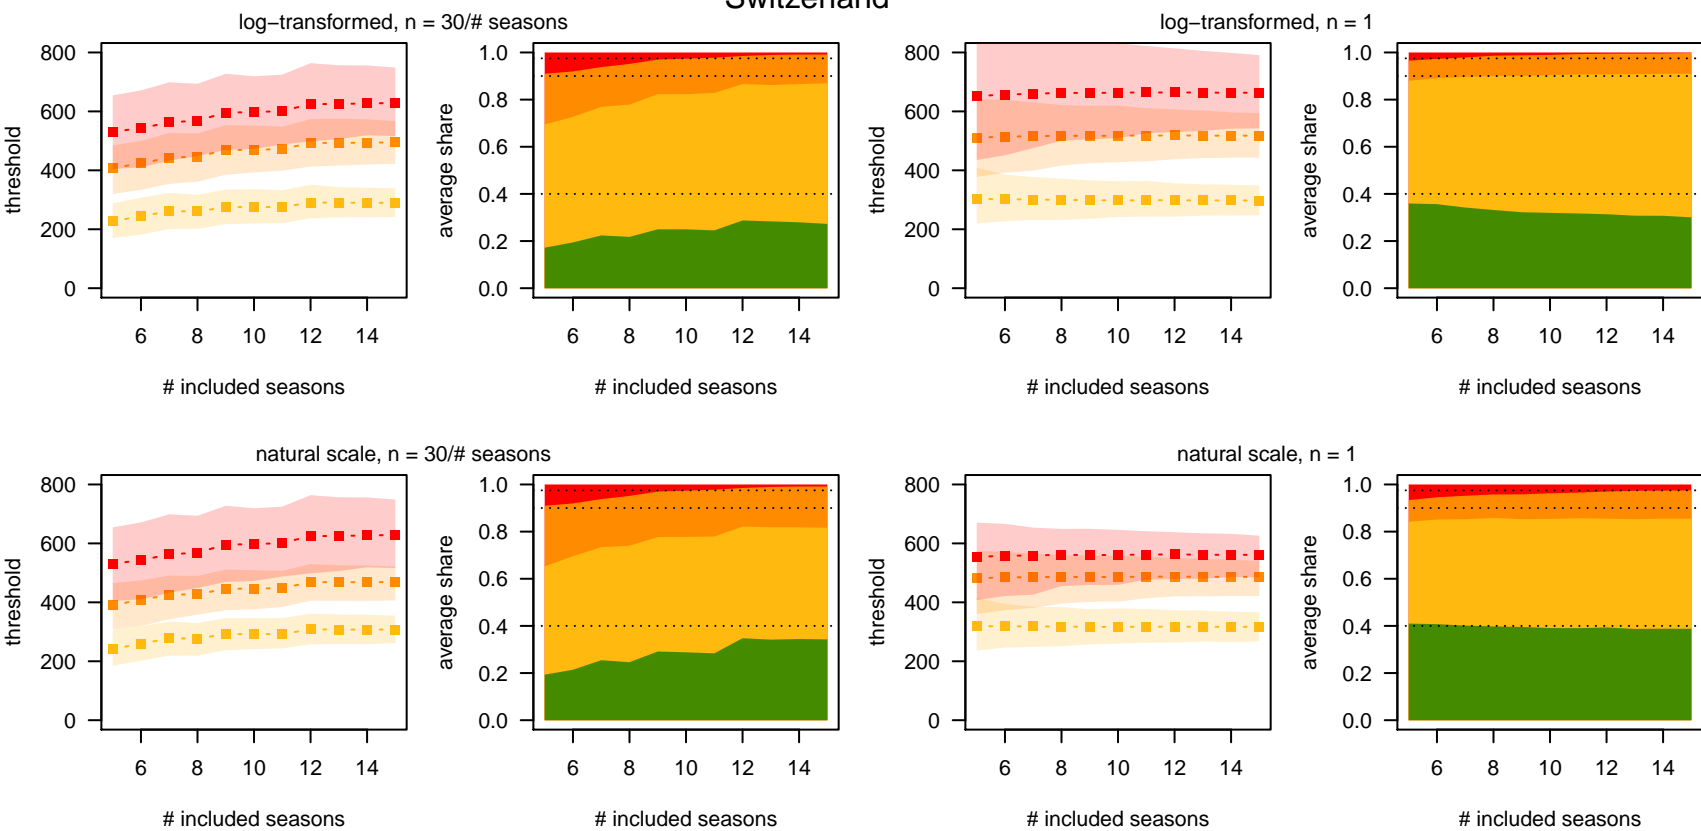 Switzerland
log−transformed, n = 30/# seasons
log−transformed, n = 1
800
600
400
200
0
threshold
6 8 10 12 14
# included seasons
1.0
0.8
0.6
0.4
0.2
0.0
average share
6 8 10 12 14
# included seasons
800
600
400
200
0
threshold
6 8 10 12 14
# included seasons
1.0
0.8
0.6
0.4
0.2
0.0
average share
6 8 10 12 14
# included seasons
natural scale, n = 30/# seasons
natural scale, n = 1
800
600
400
200
0
threshold
6 8 10 12 14
# included seasons
1.0
0.8
0.6
0.4
0.2
0.0
average share
6 8 10 12 14
# included seasons
800
600
400
200
0
threshold
6 8 10 12 14
# included seasons
1.0
0.8
0.6
0.4
0.2
0.0
average share
6 8 10 12 14
# included seasons